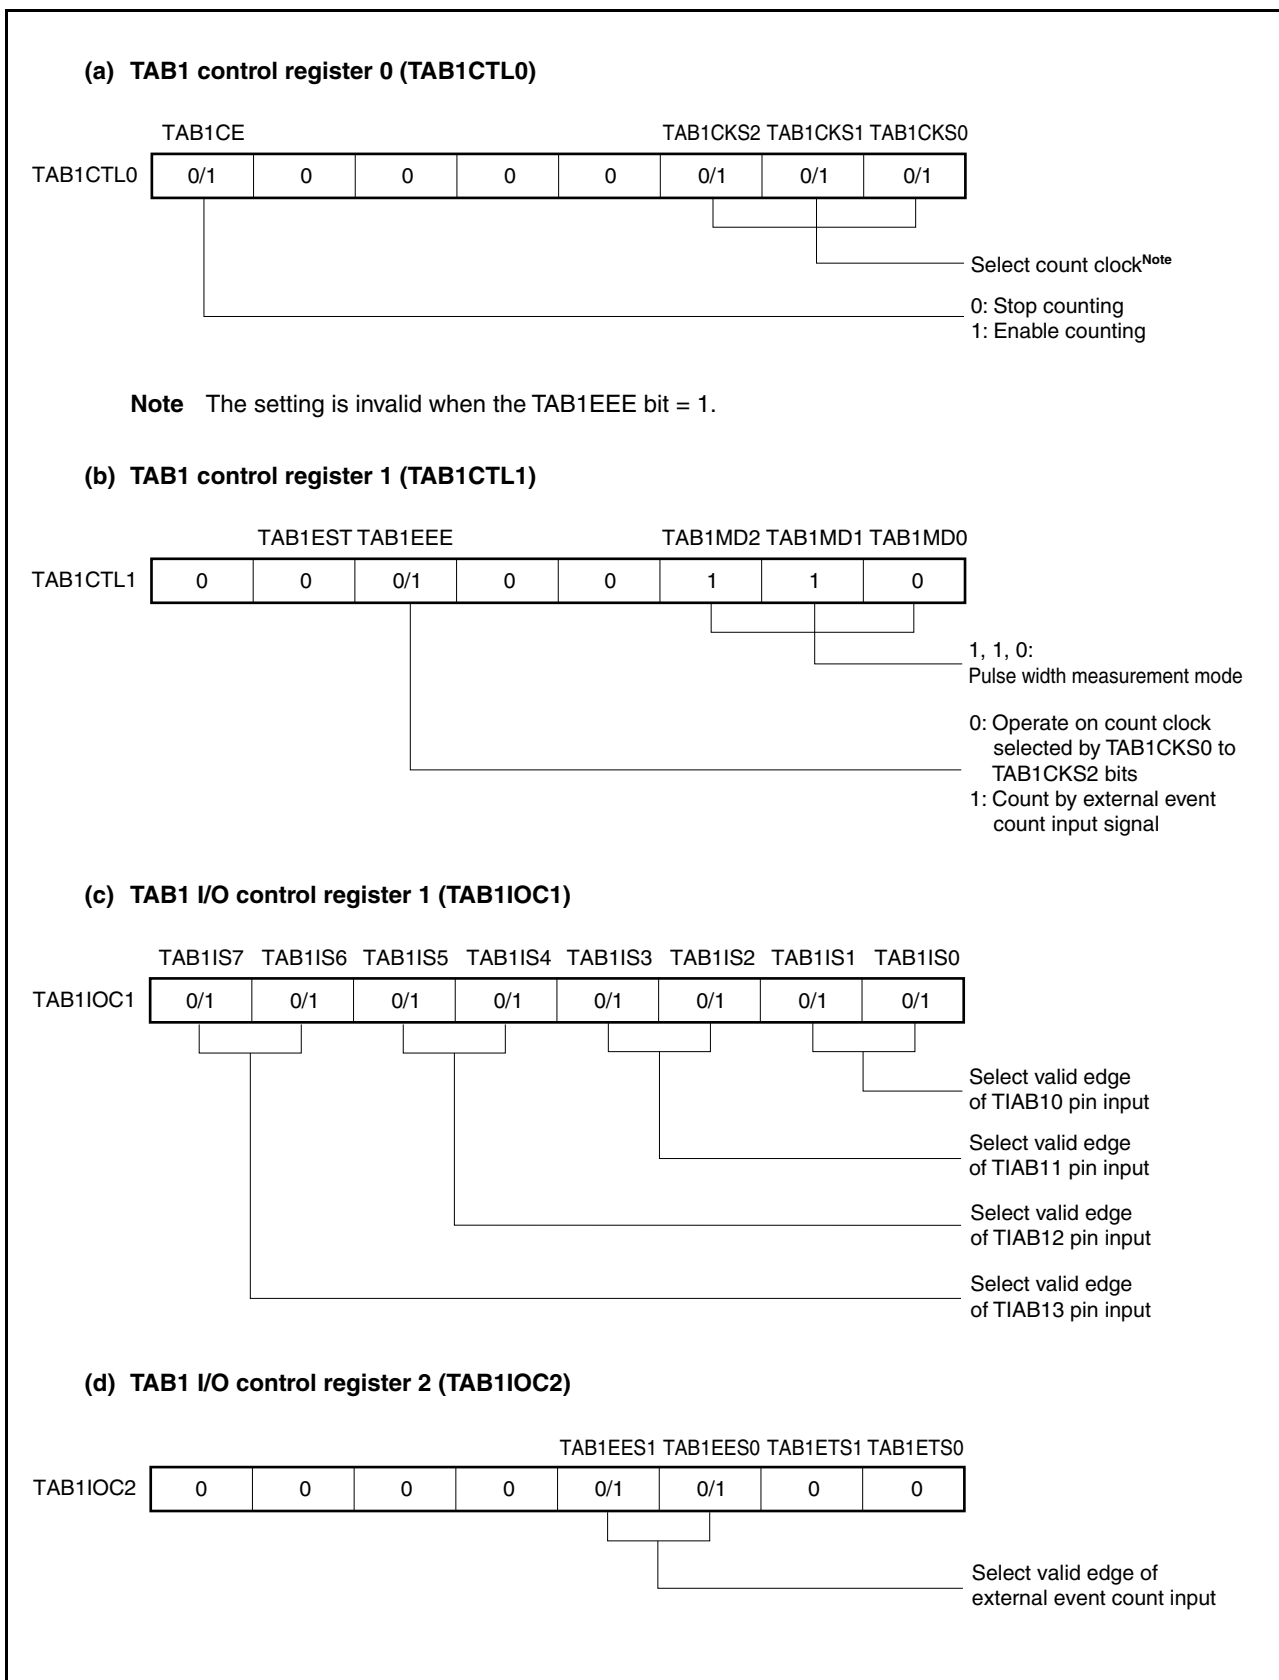 (a) TAB1 control register 0 (TAB1CTL0)
TAB1CE TAB1CKS2 TAB1CKS1 TAB1CKS0
TAB1CTL0 0/1 0 0 0 0 0/1 0/1 0/1
Select count clockNote
0: Stop counting
1: Enable counting
Note The setting is invalid when the TAB1EEE bit = 1.
(b) TAB1 control register 1 (TAB1CTL1)
TAB1EST TAB1EEE TAB1MD2 TAB1MD1 TAB1MD0
TAB1CTL1 0 0 0/1 0 0 1 1 0
1, 1, 0:
Pulse width measurement mode
0: Operate on count clock
selected by TAB1CKS0 to
TAB1CKS2 bits
1: Count by external event
count input signal
(c) TAB1 I/O control register 1 (TAB1IOC1)
TAB1IS7 TAB1IS6 TAB1IS5 TAB1IS4 TAB1IS3 TAB1IS2 TAB1IS1 TAB1IS0
TAB1IOC1 0/1 0/1 0/1 0/1 0/1 0/1 0/1 0/1
Select valid edge
of TIAB10 pin input
Select valid edge
of TIAB11 pin input
Select valid edge
of TIAB12 pin input
Select valid edge
of TIAB13 pin input
(d) TAB1 I/O control register 2 (TAB1IOC2)
TAB1EES1 TAB1EES0 TAB1ETS1 TAB1ETS0
TAB1IOC2 0 0 0 0 0/1 0/1 0 0
Select valid edge of
external event count input